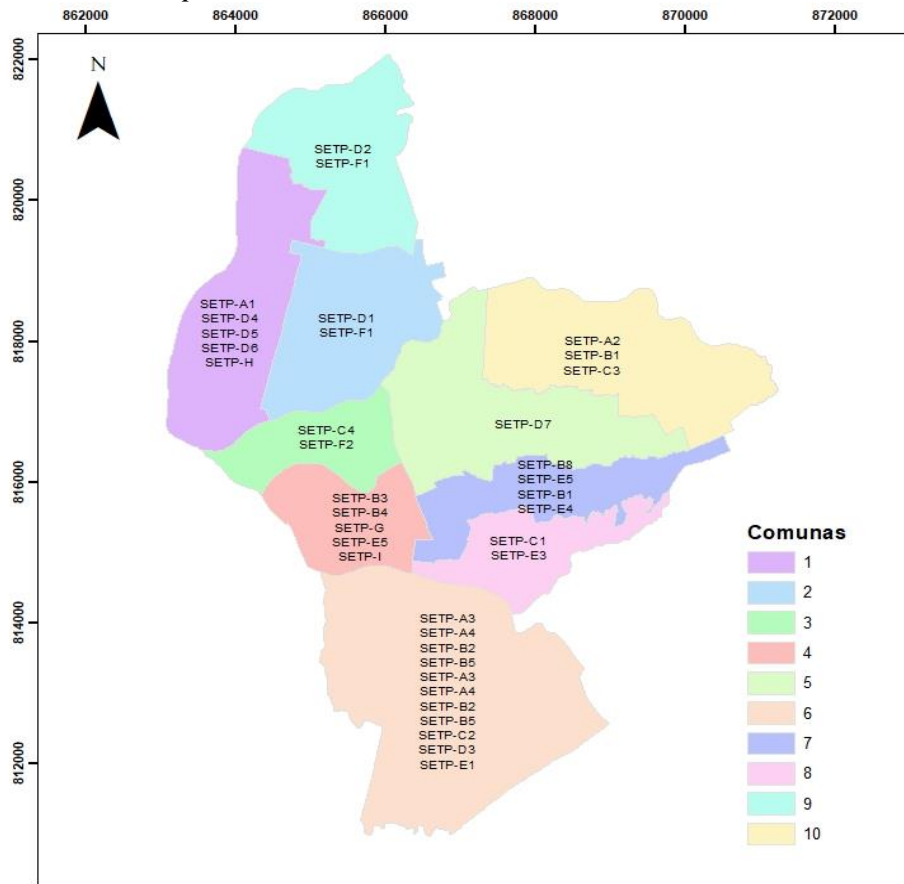 862000
864000
866000
868000
870000
872000
822000
820000
818000
816000
814000
812000
N
SETP-D2
SETP-F1
SETP-A1
SETP-D4
SETP-D5
SETP-D6
SETP-H
SETP-D1
SETP-F1
SETP-A2
SETP-B1
SETP-C3
SETP-C4
SETP-F2
SETP-D7
SETP-B3
SETP-B4
SETP-G
SETP-E5
SETP-I
SETP-B8
SETP-E5
SETP-B1
SETP-E4
SETP-C1
SETP-E3
SETP-A3
SETP-A4
SETP-B2
SETP-B5
SETP-A3
SETP-A4
SETP-B2
SETP-B5
SETP-C2
SETP-D3
SETP-E1
Comunas
1
2
3
4
5
6
7
8
9
10